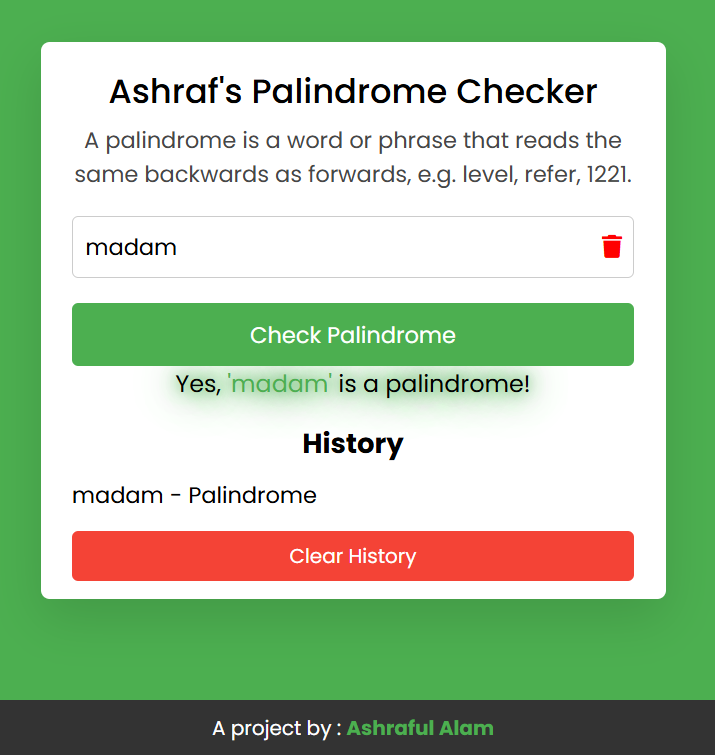 Ashraf's Palindrome Checker
A palindrome is a word or phrase that reads the
same backwards as forwards, e.g. level, refer, 1221.
madam
Check Palindrome
Yes, 'madam' is a palindrome!
History
madam - Palindrome
Clear History
A project by : Ashraful Alam